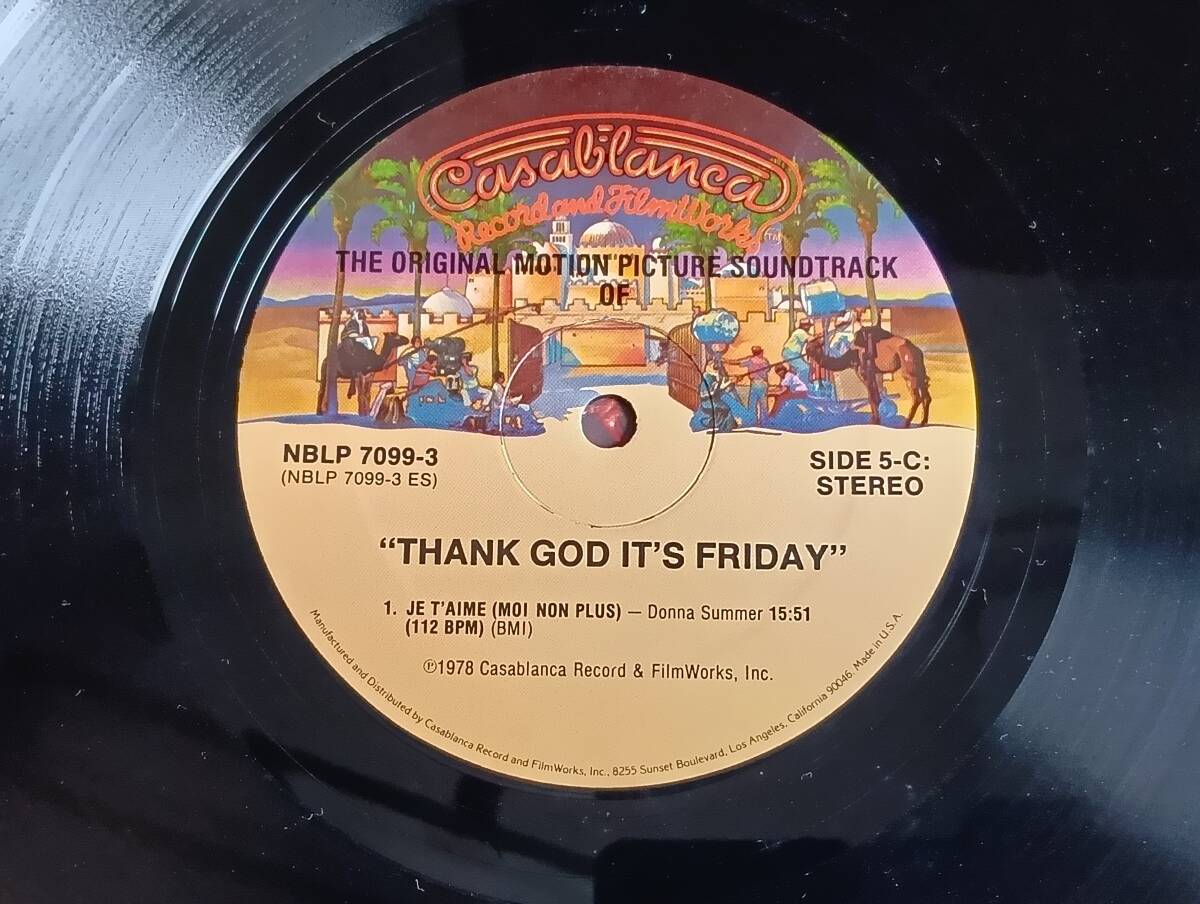 Casablanca
Record and FilmWorks™
THE ORIGINAL MOTION PICTURE SOUNDTRACK
OF
NBLP 7099-3
(NBLP 7099-3 ES)
SIDE 5-C:
STEREO
“THANK GOD IT’S FRIDAY”
1. JE T’AIME (MOI NON PLUS) — Donna Summer 15:51
(112 BPM) (BMI)
℗1978 Casablanca Record & FilmWorks, Inc.
Manufactured and Distributed by Casablanca Record and FilmWorks, Inc., 8255 Sunset Boulevard, Los Angeles, California 90046. Made in U.S.A.